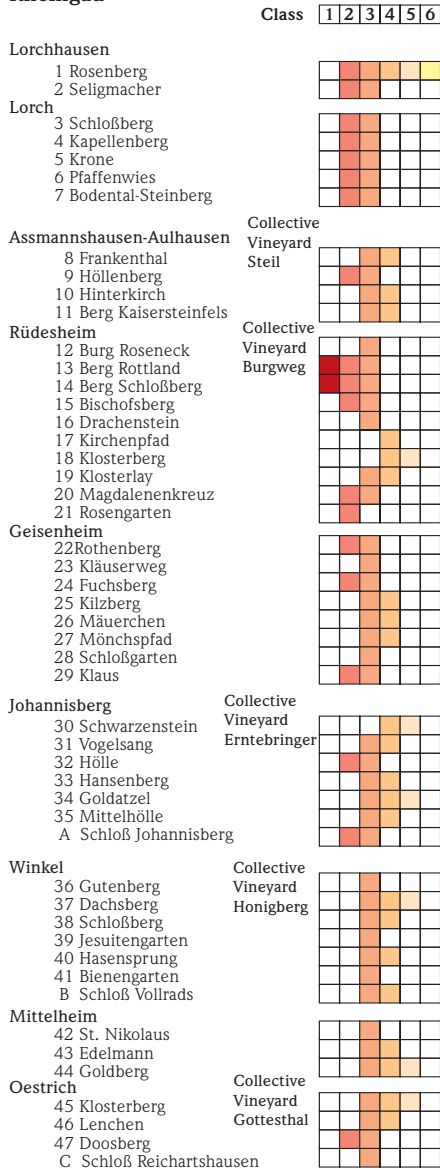 Class 1 2 3 4 5 6
Lorchhausen
1 Rosenberg
2 Seligmacher
Lorch
3 Schloßberg
4 Kapellenberg
5 Krone
6 Pfaffenwies
7 Bodental-Steinberg
Collective
Vineyard
Steil
Assmannshausen-Aulhausen
8 Frankenthal
9 Höllenberg
10 Hinterkirch
11 Berg Kaisersteinfels
Collective
Vineyard
Burgweg
Rüdesheim
12 Burg Roseneck
13 Berg Rottland
14 Berg Schloßberg
15 Bischofsberg
16 Drachenstein
17 Kirchenpfad
18 Klosterberg
19 Klosterlay
20 Magdalenenkreuz
21 Rosengarten
Geisenheim
22Rothenberg
23 Kläuserweg
24 Fuchsberg
25 Kilzberg
26 Mäuerchen
27 Mönchspfad
28 Schloßgarten
29 Klaus
Collective
Vineyard
Erntebringer
Johannisberg
30 Schwarzenstein
31 Vogelsang
32 Hölle
33 Hansenberg
34 Goldatzel
35 Mittelhölle
A Schloß Johannisberg
Collective
Vineyard
Honigberg
Winkel
36 Gutenberg
37 Dachsberg
38 Schloßberg
39 Jesuitengarten
40 Hasensprung
41 Bienengarten
B Schloß Vollrads
Mittelheim
42 St. Nikolaus
43 Edelmann
44 Goldberg
Collective
Vineyard
Gottesthal
Oestrich
45 Klosterberg
46 Lenchen
47 Doosberg
C Schloß Reichartshausen